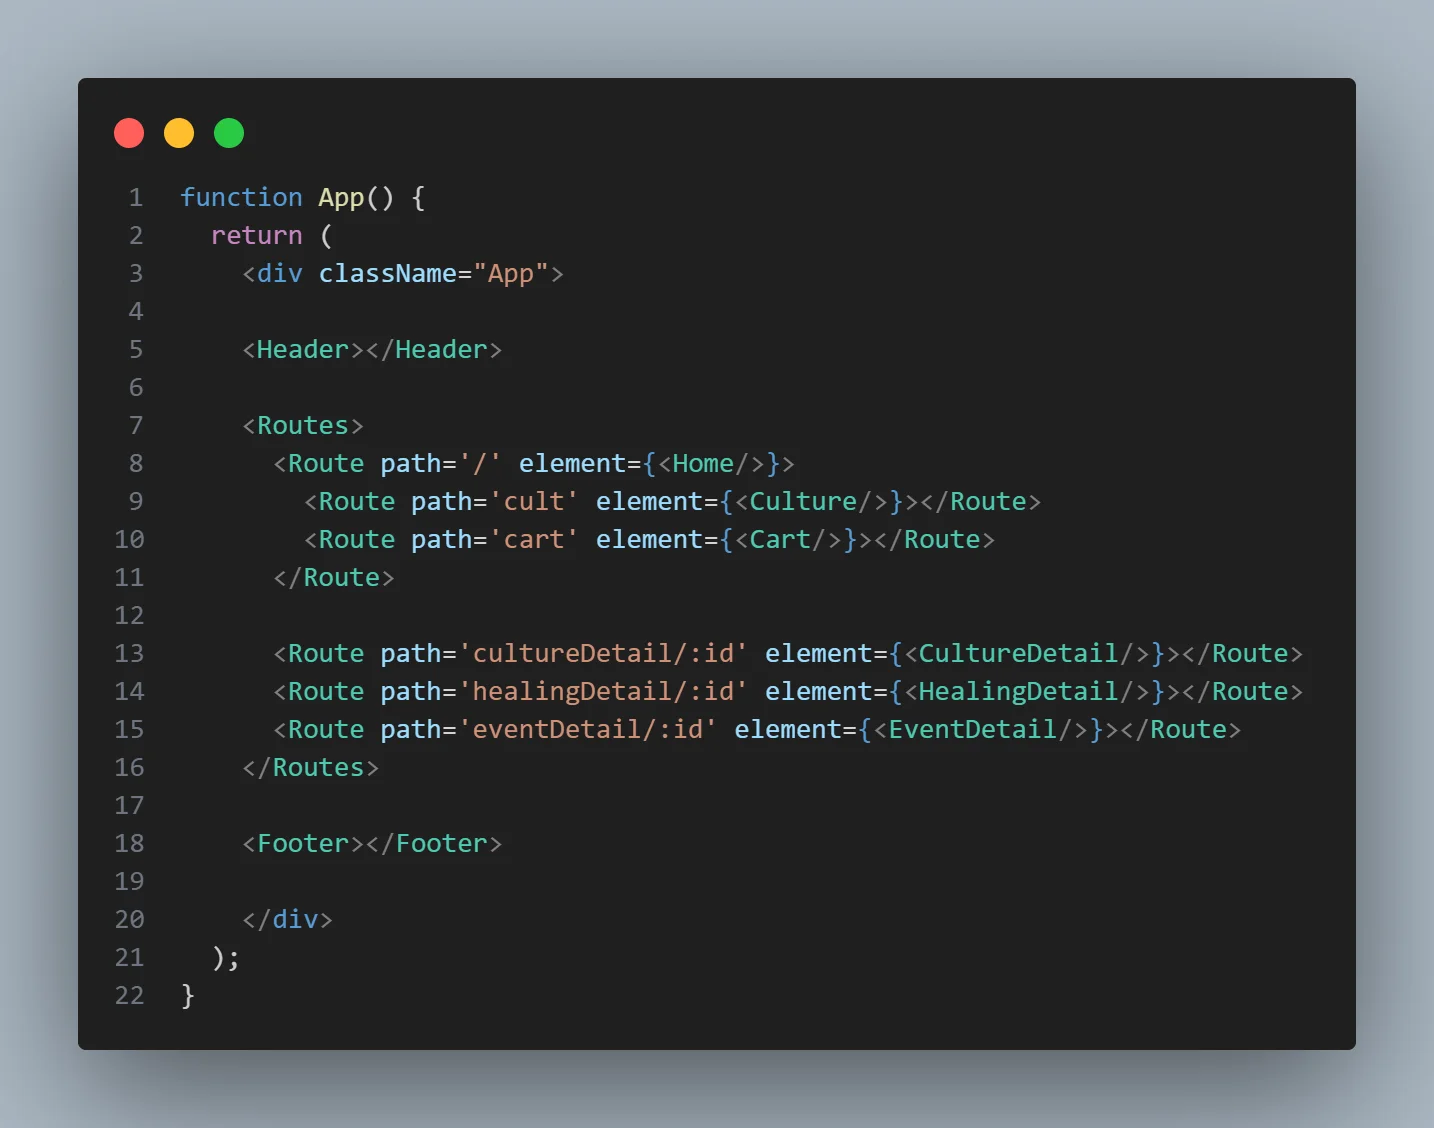 1 function App() {
2 return (
3 <div className="App">
4
5 <Header></Header>
6
7 <Routes>
8 <Route path='/' element={<Home/>}>
9 <Route path='cult' element={<Culture/>}></Route>
10 <Route path='cart' element={<Cart/>}></Route>
11 </Route>
12
13 <Route path='cultureDetail/:id' element={<CultureDetail/>}></Route>
14 <Route path='healingDetail/:id' element={<HealingDetail/>}></Route>
15 <Route path='eventDetail/:id' element={<EventDetail/>}></Route>
16 </Routes>
17
18 <Footer></Footer>
19
20 </div>
21 );
22 }